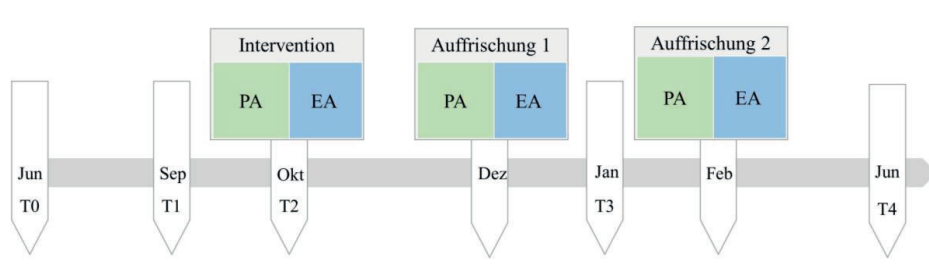 Intervention
PA EA
Auffrischung 1
PA EA
Auffrischung 2
PA EA
Jun Sep Okt Dez Jan Feb Jun
T0 T1 T2 T3 T4